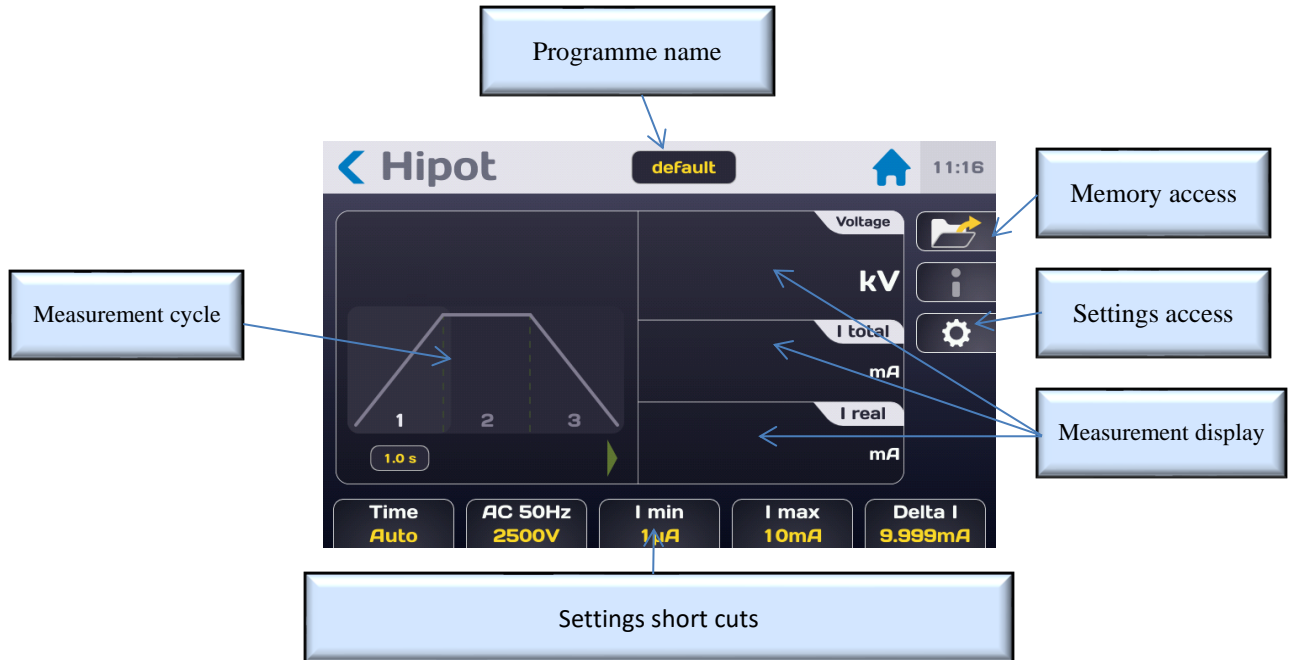 Programme name
Hipot
default
11:16
Memory access
Voltage
kV
Measurement cycle
Settings access
I total
mA
1
2
3
I real
mA
Measurement display
1.0 s
Time
Auto
AC 50Hz
2500V
I min
1µA
I max
10mA
Delta I
9.999mA
Settings short cuts